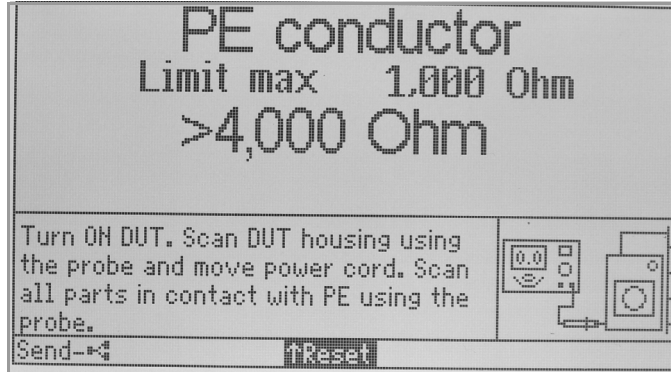 PE conductor
Limit max 1,000 Ohm
>4,000 Ohm
Turn ON DUT. Scan DUT housing using
the probe and move power cord. Scan
all parts in contact with PE using the
probe.
0.0
Send-
↑Reset